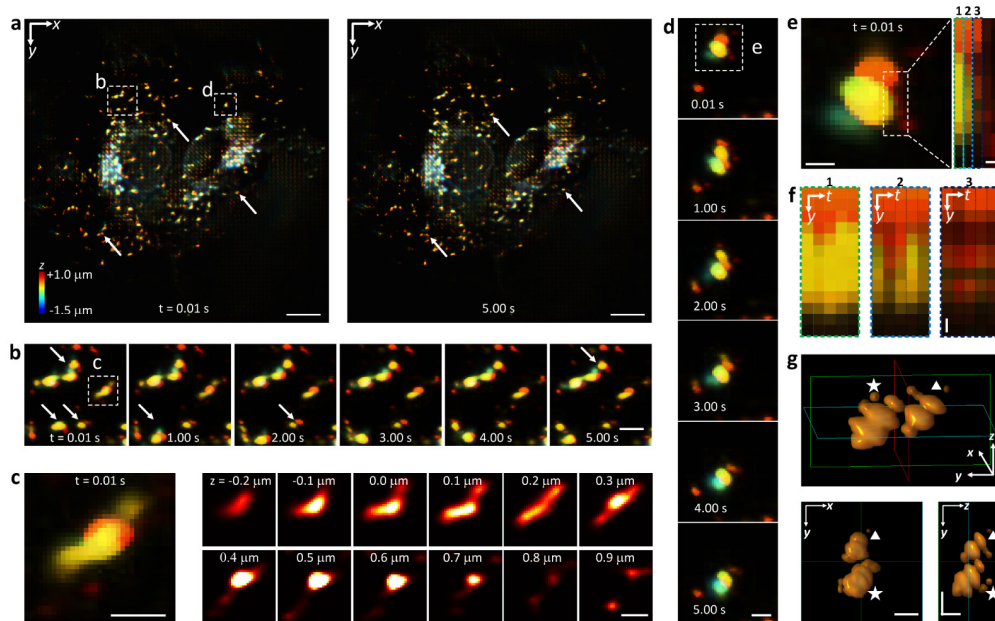 a
x
y
b
d
z
+1.0 μm
-1.5 μm
t = 0.01 s
x
y
5.00 s
b
c
t = 0.01 s
1.00 s
2.00 s
3.00 s
4.00 s
5.00 s
c
t = 0.01 s
z = -0.2 μm
-0.1 μm
0.0 μm
0.1 μm
0.2 μm
0.3 μm
0.4 μm
0.5 μm
0.6 μm
0.7 μm
0.8 μm
0.9 μm
d
e
0.01 s
1.00 s
2.00 s
3.00 s
4.00 s
5.00 s
e
t = 0.01 s
1 2 3
f
1
t
y
2
t
y
3
t
y
g
z
x
y
x
y
z
y